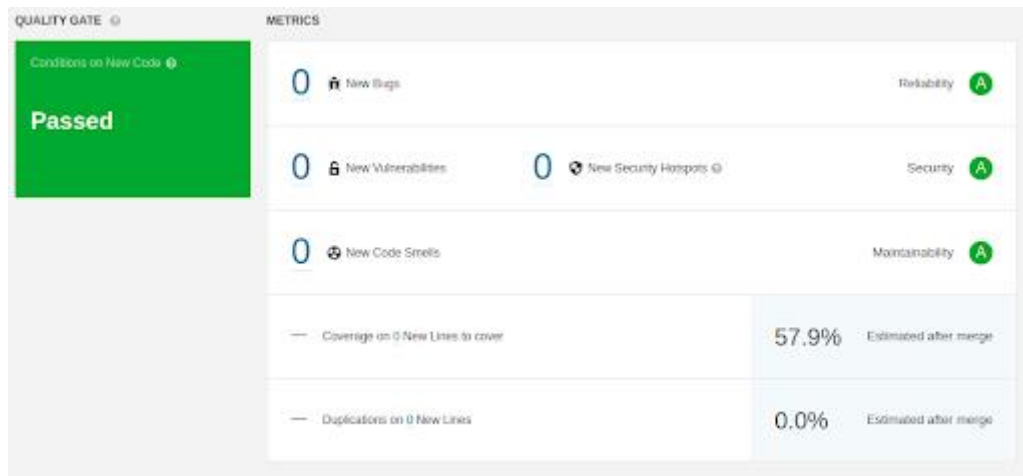 QUALITY GATE
METRICS
Conditions on New Code
Passed
0 New Bugs
Reliability A
0 New Vulnerabilities
0 New Security Hotspots
Security A
0 New Code Smells
Maintainability A
— Coverage on 0 New Lines to cover
57.9% Estimated after merge
— Duplications on 0 New Lines
0.0% Estimated after merge